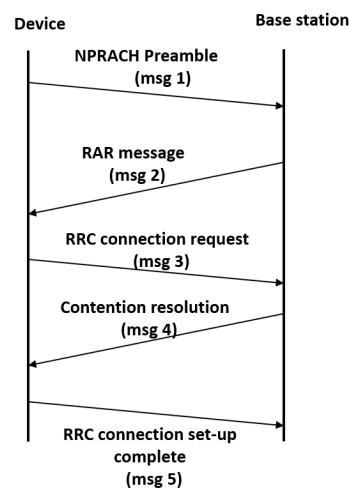 Device
Base station
NPRACH Preamble
(msg 1)
RAR message
(msg 2)
RRC connection request
(msg 3)
Contention resolution
(msg 4)
RRC connection set-up
complete
(msg 5)